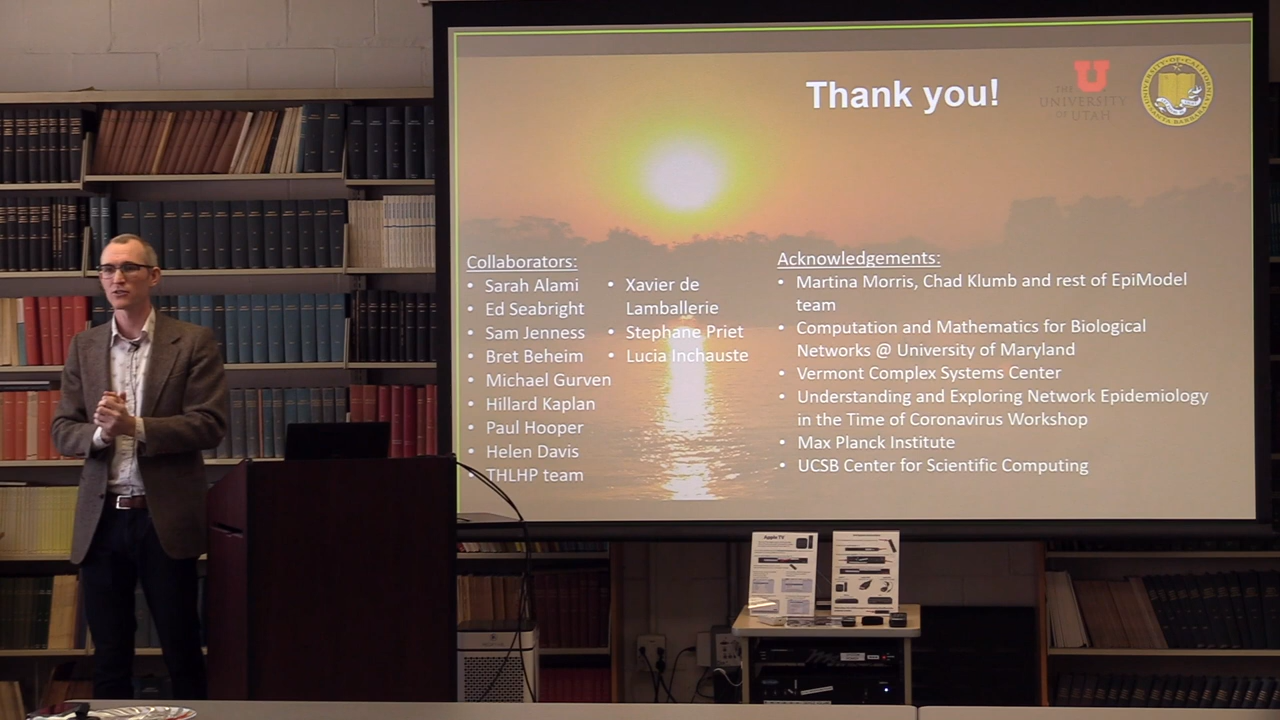 Thank you!
THE
UNIVERSITY
OF UTAH
Collaborators:
• Sarah Alami
• Ed Seabright
• Sam Jenness
• Bret Beheim
• Michael Gurven
• Hillard Kaplan
• Paul Hooper
• Helen Davis
• THLHP team
• Xavier de
Lamballerie
• Stephane Priet
• Lucia Inchauste
Acknowledgements:
• Martina Morris, Chad Klumb and rest of EpiModel
team
• Computation and Mathematics for Biological
Networks @ University of Maryland
• Vermont Complex Systems Center
• Understanding and Exploring Network Epidemiology
in the Time of Coronavirus Workshop
• Max Planck Institute
• UCSB Center for Scientific Computing
Apple TV